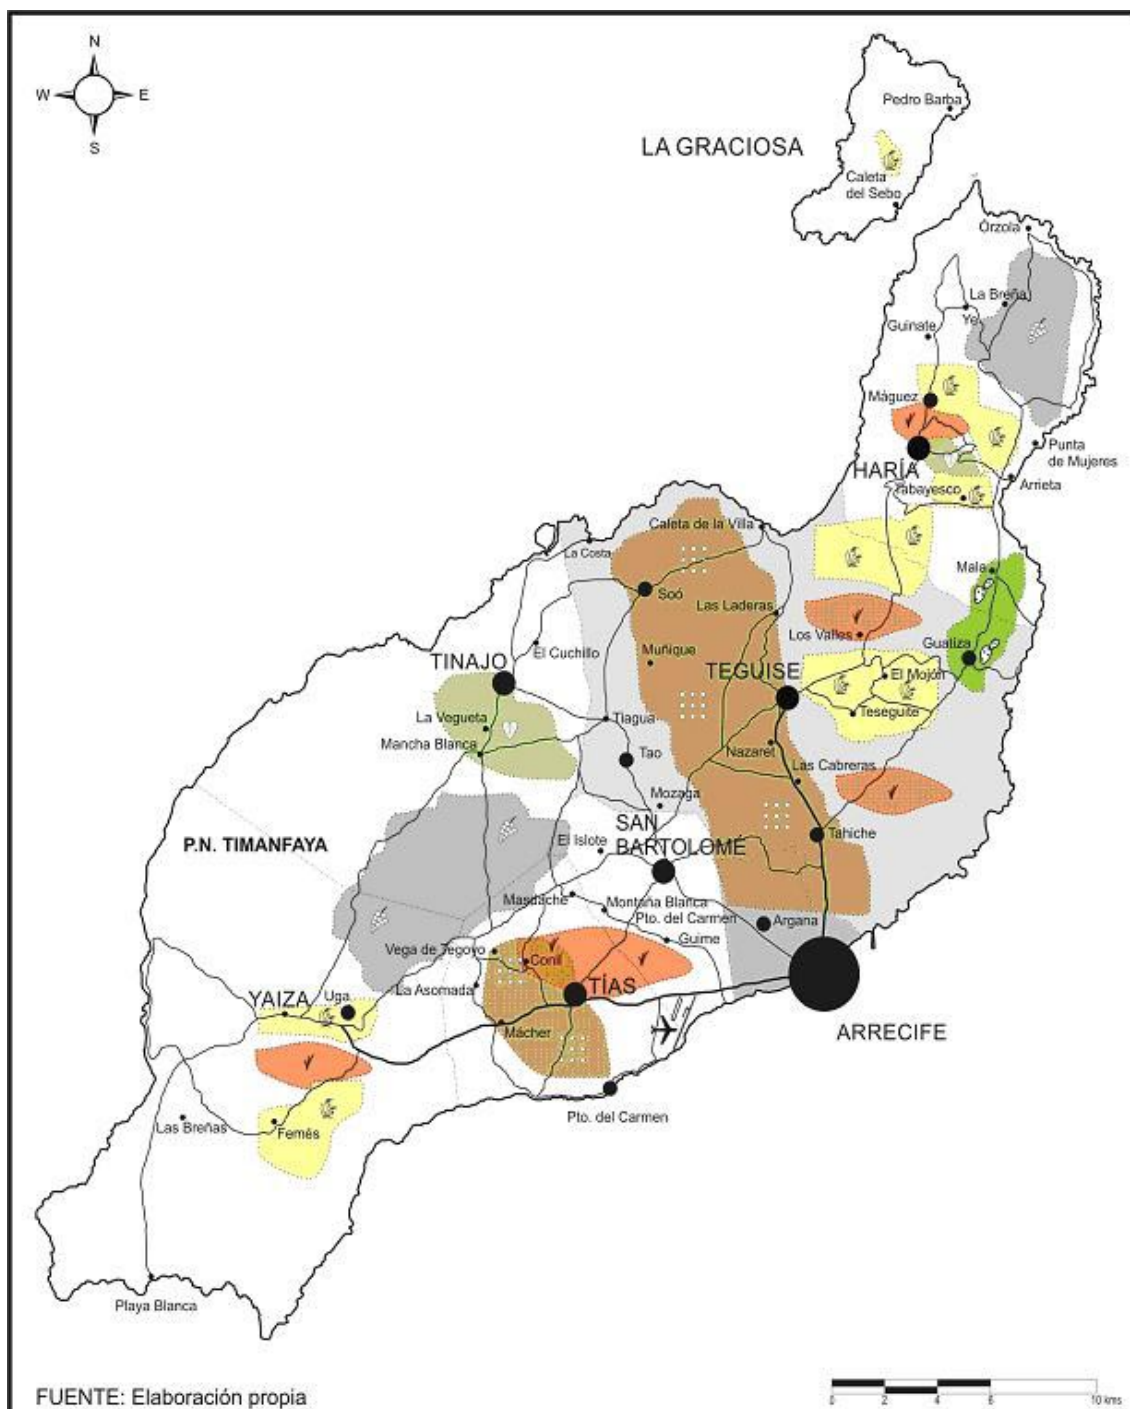 N
W E
S
Pedro Barba
LA GRACIOSA
Caleta
del Sebo
Órzola
La Breña
Ye
Guinate
Máguez
Punta
de Mujeres
HARÍA
Arrieta
Tabayesco
Caleta de la Villa
La Costa
Mala
Soó
Las Laderas
Los Valles
Guatiza
El Cuchillo
Muñique
TINAJO
TEGUISE
El Mojón
Teseguite
La Vegueta
Tiagua
Mancha Blanca
Nazaret
Tao
Las Cabreras
Mozaga
SAN
BARTOLOMÉ
Tahiche
P.N. TIMANFAYA
El Islote
Masdache
Montaña Blanca
Pto. del Carmen
Argana
Guime
Vega de Tegoyo
Conil
La Asomada
TÍAS
YAIZA
Uga
Mácher
ARRECIFE
Pto. del Carmen
Las Breñas
Femés
Playa Blanca
FUENTE: Elaboración propia
0 2 4 6 10 kms